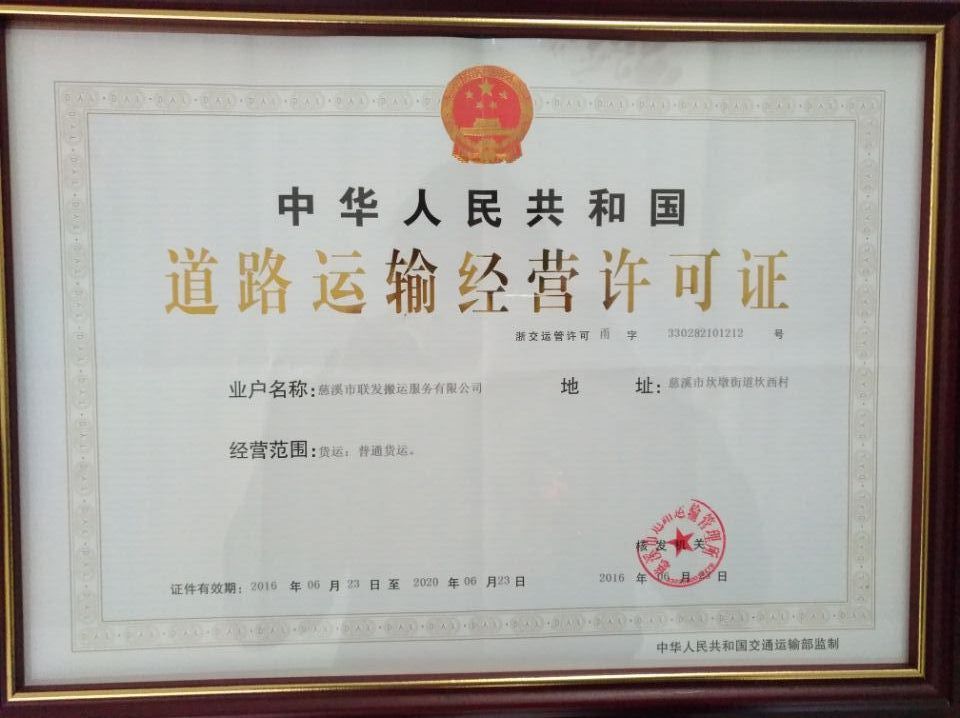 中华人民共和国
道路运输经营许可证
浙交运管许可 甬 字 330282101212 号
业户名称:慈溪市联发搬运服务有限公司 地 址:慈溪市坎墩街道坎西村
经营范围:货运:普通货运。
核发机关
证件有效期:2016 年 06 月 23 日 至 2020 年 06 月 23 日 2016 年 06 月 23 日
中华人民共和国交通运输部监制